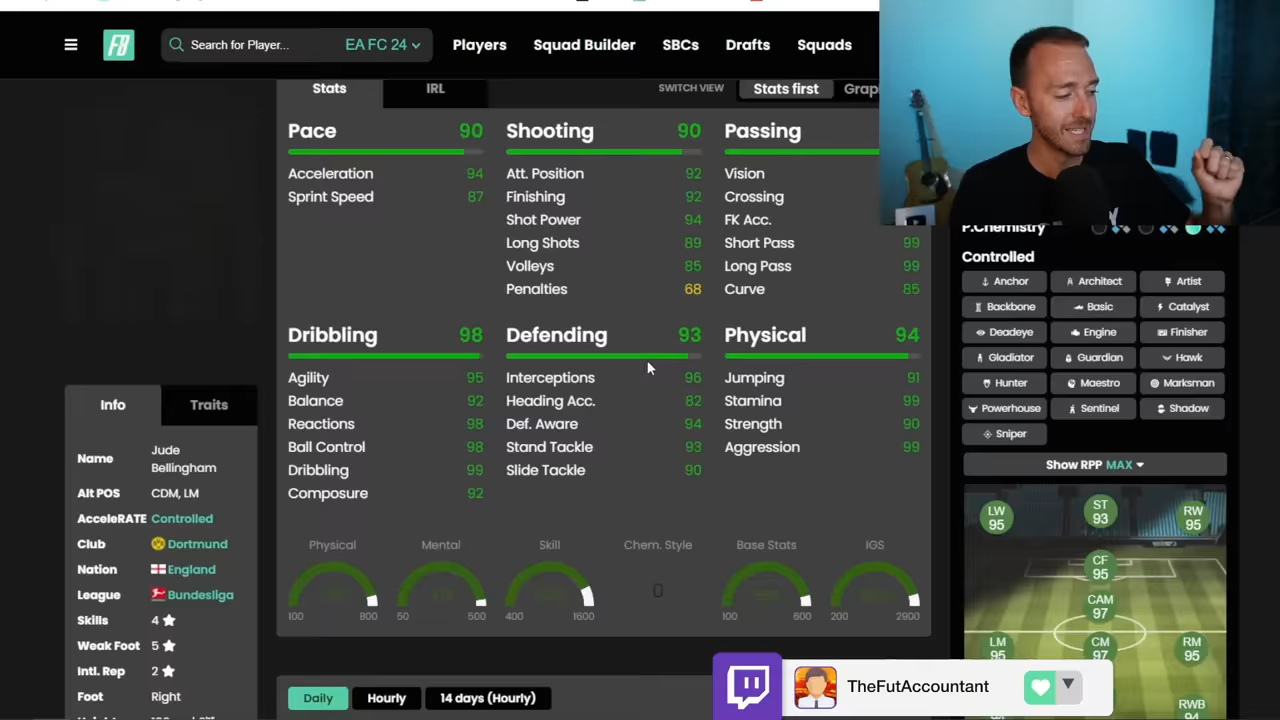 FB Search for Player... EA FC 24 Players Squad Builder SBCs Drafts Squads
Stats IRL SWITCH VIEW Stats first Grap
Pace 90
Acceleration 94
Sprint Speed 87
Shooting 90
Att. Position 92
Finishing 92
Shot Power 94
Long Shots 89
Volleys 85
Penalties 68
Passing
Vision
Crossing
FK Acc.
Short Pass 99
Long Pass 99
Curve 85
Dribbling 98
Agility 95
Balance 92
Reactions 98
Ball Control 98
Dribbling 99
Composure 92
Defending 93
Interceptions 96
Heading Acc. 82
Def. Aware 94
Stand Tackle 93
Slide Tackle 90
Physical 94
Jumping 91
Stamina 99
Strength 90
Aggression 99
Physical Mental Skill Chem. Style Base Stats IGS
0
100 800 50 500 400 1600 100 600 200 2900
Daily Hourly 14 days (Hourly)
Info Traits
Name Jude
Bellingham
Alt POS CDM, LM
AcceleRATE Controlled
Club Dortmund
Nation England
League Bundesliga
Skills 4
Weak Foot 5
Intl. Rep 2
Foot Right
P.Chemistry
Controlled
Anchor Architect Artist
Backbone Basic Catalyst
Deadeye Engine Finisher
Gladiator Guardian Hawk
Hunter Maestro Marksman
Powerhouse Sentinel Shadow
Sniper
Show RPP MAX
LW
95
ST
93
RW
95
CF
95
CAM
97
LM
95
CM
97
RM
95
RWB
94
TheFutAccountant